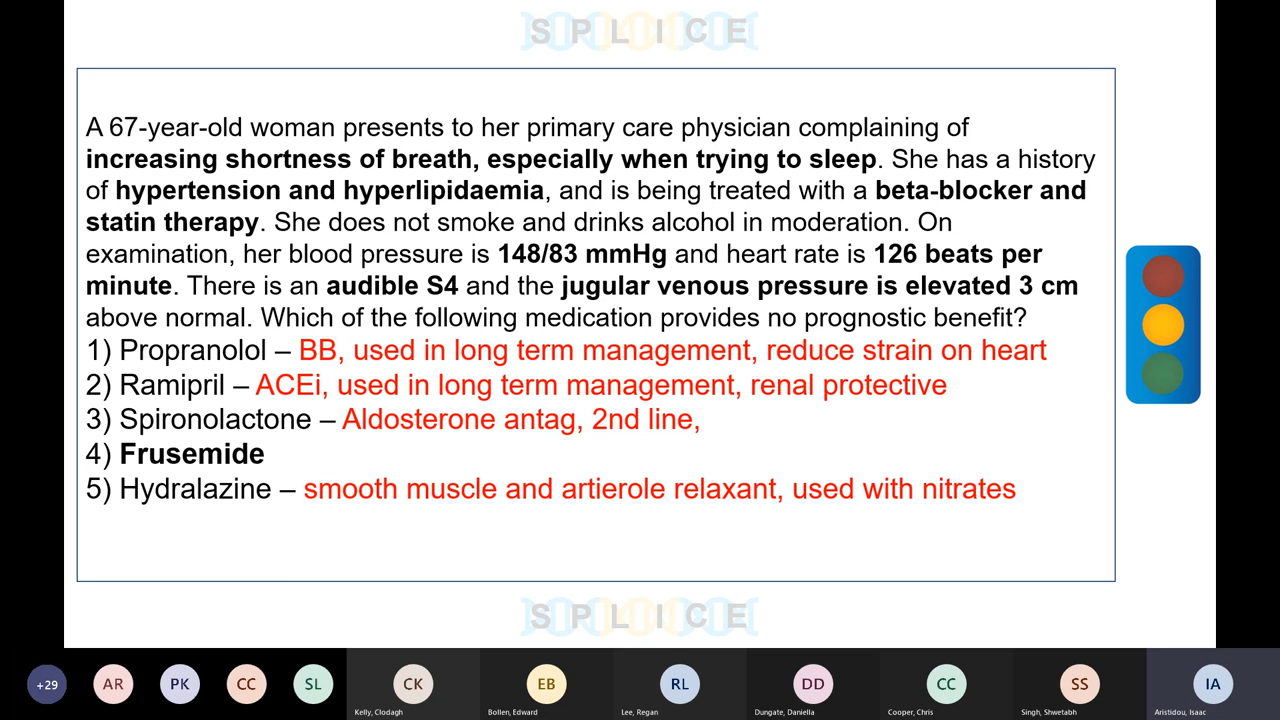 S P L I C E
A 67-year-old woman presents to her primary care physician complaining of
increasing shortness of breath, especially when trying to sleep. She has a history
of hypertension and hyperlipidaemia, and is being treated with a beta-blocker and
statin therapy. She does not smoke and drinks alcohol in moderation. On
examination, her blood pressure is 148/83 mmHg and heart rate is 126 beats per
minute. There is an audible S4 and the jugular venous pressure is elevated 3 cm
above normal. Which of the following medication provides no prognostic benefit?
1) Propranolol – BB, used in long term management, reduce strain on heart
2) Ramipril – ACEi, used in long term management, renal protective
3) Spironolactone – Aldosterone antag, 2nd line,
4) Frusemide
5) Hydralazine – smooth muscle and artierole relaxant, used with nitrates
S P L I C E
+29 AR PK CC SL CK EB RL DD CC SS IA
Kelly, Clodagh Bollen, Edward Lee, Regan Dungate, Daniella Cooper, Chris Singh, Shwetabh Aristidou, Isaac